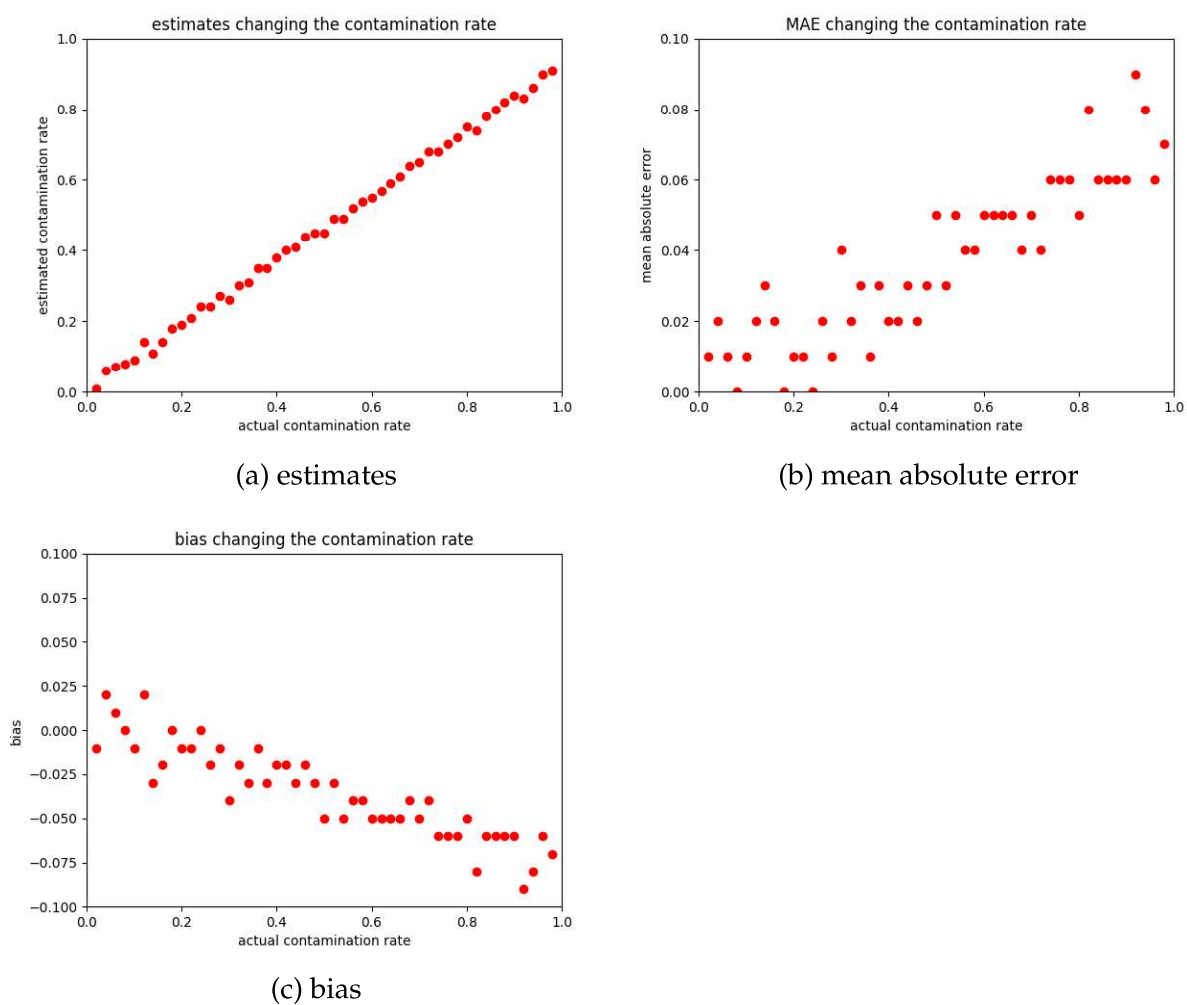 estimates changing the contamination rate
1.0
0.8
0.6
0.4
0.2
0.0
estimated contamination rate
0.0 0.2 0.4 0.6 0.8 1.0
actual contamination rate
(a) estimates
MAE changing the contamination rate
0.10
0.08
0.06
0.04
0.02
0.00
mean absolute error
0.0 0.2 0.4 0.6 0.8 1.0
actual contamination rate
(b) mean absolute error
bias changing the contamination rate
0.100
0.075
0.050
0.025
0.000
−0.025
−0.050
−0.075
−0.100
bias
0.0 0.2 0.4 0.6 0.8 1.0
actual contamination rate
(c) bias